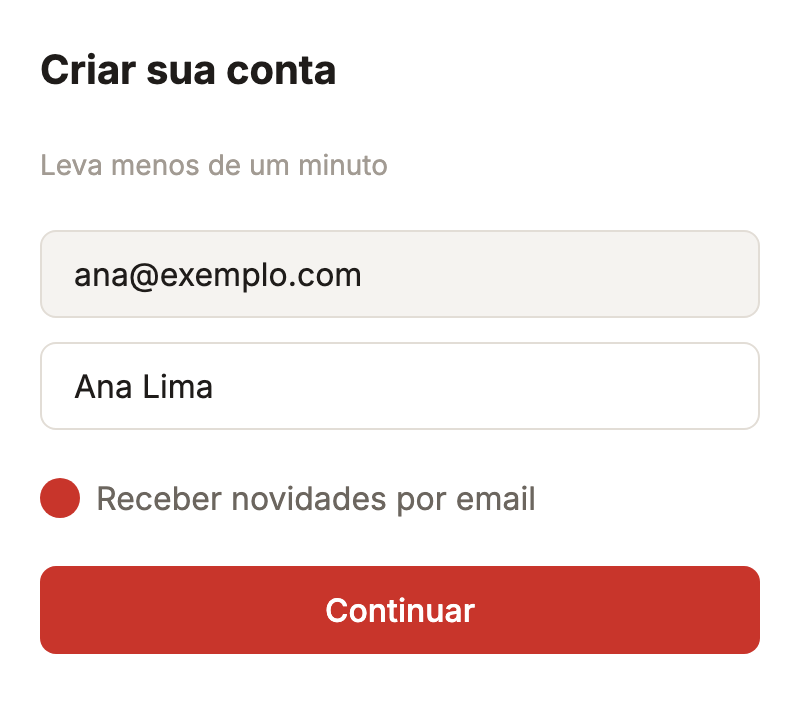 Criar sua conta
Leva menos de um minuto
ana@exemplo.com
Ana Lima
Receber novidades por email
Continuar